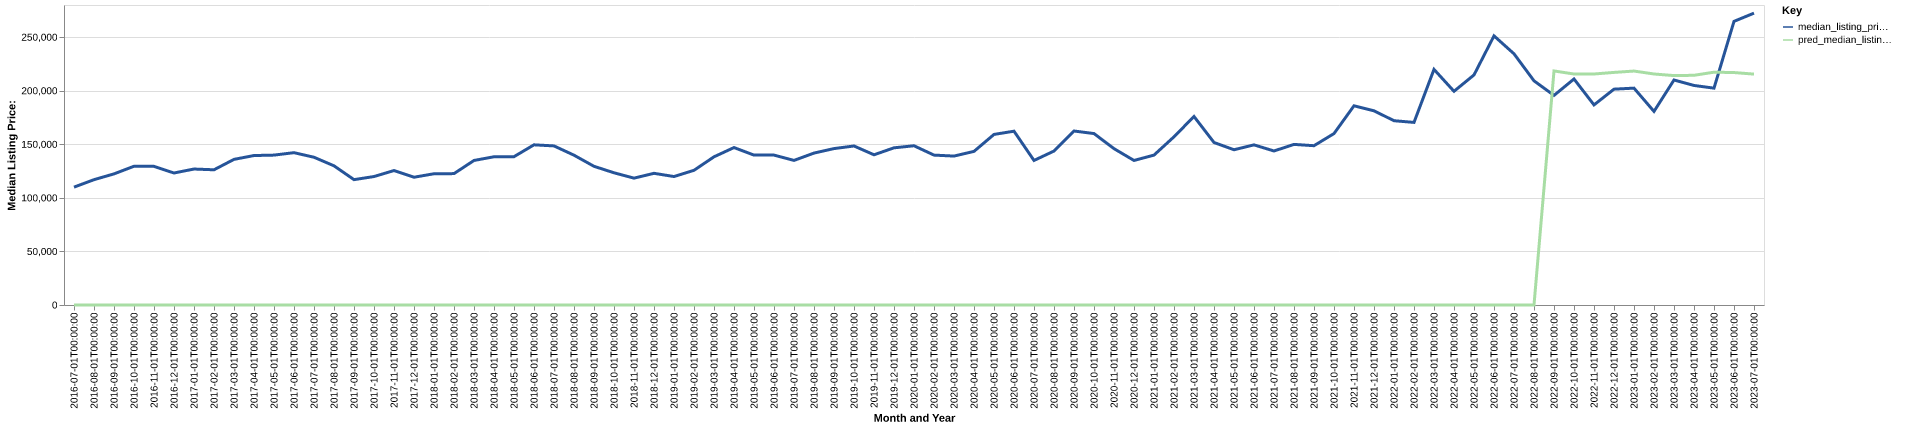 Median Listing Price:
250,000
200,000
150,000
100,000
50,000
0
2016-07-01T00:00:00
2016-08-01T00:00:00
2016-09-01T00:00:00
2016-10-01T00:00:00
2016-11-01T00:00:00
2016-12-01T00:00:00
2017-01-01T00:00:00
2017-02-01T00:00:00
2017-03-01T00:00:00
2017-04-01T00:00:00
2017-05-01T00:00:00
2017-06-01T00:00:00
2017-07-01T00:00:00
2017-08-01T00:00:00
2017-09-01T00:00:00
2017-10-01T00:00:00
2017-11-01T00:00:00
2017-12-01T00:00:00
2018-01-01T00:00:00
2018-02-01T00:00:00
2018-03-01T00:00:00
2018-04-01T00:00:00
2018-05-01T00:00:00
2018-06-01T00:00:00
2018-07-01T00:00:00
2018-08-01T00:00:00
2018-09-01T00:00:00
2018-10-01T00:00:00
2018-11-01T00:00:00
2018-12-01T00:00:00
2019-01-01T00:00:00
2019-02-01T00:00:00
2019-03-01T00:00:00
2019-04-01T00:00:00
2019-05-01T00:00:00
2019-06-01T00:00:00
2019-07-01T00:00:00
2019-08-01T00:00:00
2019-09-01T00:00:00
2019-10-01T00:00:00
2019-11-01T00:00:00
2019-12-01T00:00:00
2020-01-01T00:00:00
2020-02-01T00:00:00
2020-03-01T00:00:00
2020-04-01T00:00:00
2020-05-01T00:00:00
2020-06-01T00:00:00
2020-07-01T00:00:00
2020-08-01T00:00:00
2020-09-01T00:00:00
2020-10-01T00:00:00
2020-11-01T00:00:00
2020-12-01T00:00:00
2021-01-01T00:00:00
2021-02-01T00:00:00
2021-03-01T00:00:00
2021-04-01T00:00:00
2021-05-01T00:00:00
2021-06-01T00:00:00
2021-07-01T00:00:00
2021-08-01T00:00:00
2021-09-01T00:00:00
2021-10-01T00:00:00
2021-11-01T00:00:00
2021-12-01T00:00:00
2022-01-01T00:00:00
2022-02-01T00:00:00
2022-03-01T00:00:00
2022-04-01T00:00:00
2022-05-01T00:00:00
2022-06-01T00:00:00
2022-07-01T00:00:00
2022-08-01T00:00:00
2022-09-01T00:00:00
2022-10-01T00:00:00
2022-11-01T00:00:00
2022-12-01T00:00:00
2023-01-01T00:00:00
2023-02-01T00:00:00
2023-03-01T00:00:00
2023-04-01T00:00:00
2023-05-01T00:00:00
2023-06-01T00:00:00
2023-07-01T00:00:00
Month and Year
Key
median_listing_pri…
pred_median_listin…